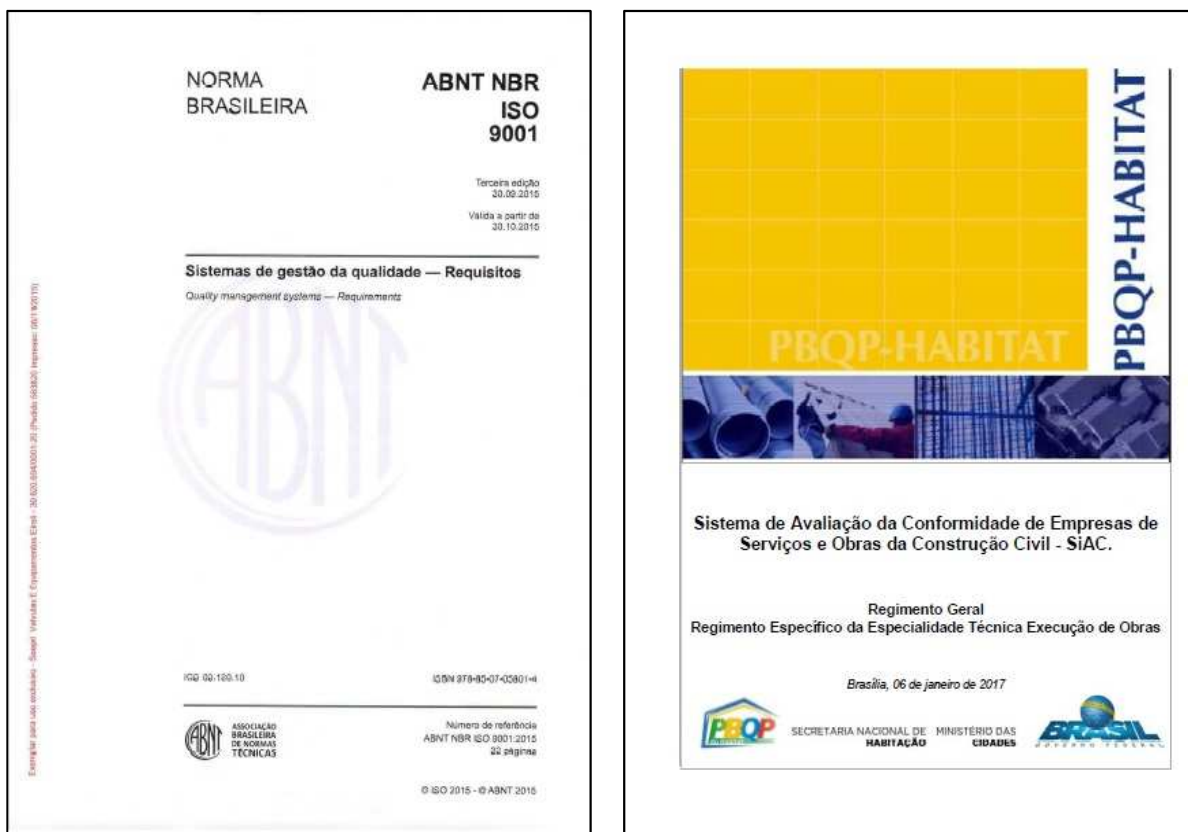 NORMA
BRASILEIRA
ABNT NBR
ISO
9001
Terceira edição
30.09.2015
Válida a partir de
30.10.2015
Sistemas de gestão da qualidade — Requisitos
Quality management systems — Requirements
ABNT
ISBN 978-85-07-05801-4
ABNT
ASSOCIAÇÃO
BRASILEIRA
DE NORMAS
TÉCNICAS
Número de referência
ABNT NBR ISO 9001:2015
32 páginas
© ISO 2015 - © ABNT 2015
PBQP-HABITAT
PBQP-HABITAT
Sistema de Avaliação da Conformidade de Empresas de
Serviços e Obras da Construção Civil - SiAC.
Regimento Geral
Regimento Específico da Especialidade Técnica Execução de Obras
Brasília, 06 de janeiro de 2017
PBQP
SECRETARIA NACIONAL DE
HABITAÇÃO
MINISTÉRIO DAS
CIDADES
BRASIL
GOVERNO FEDERAL